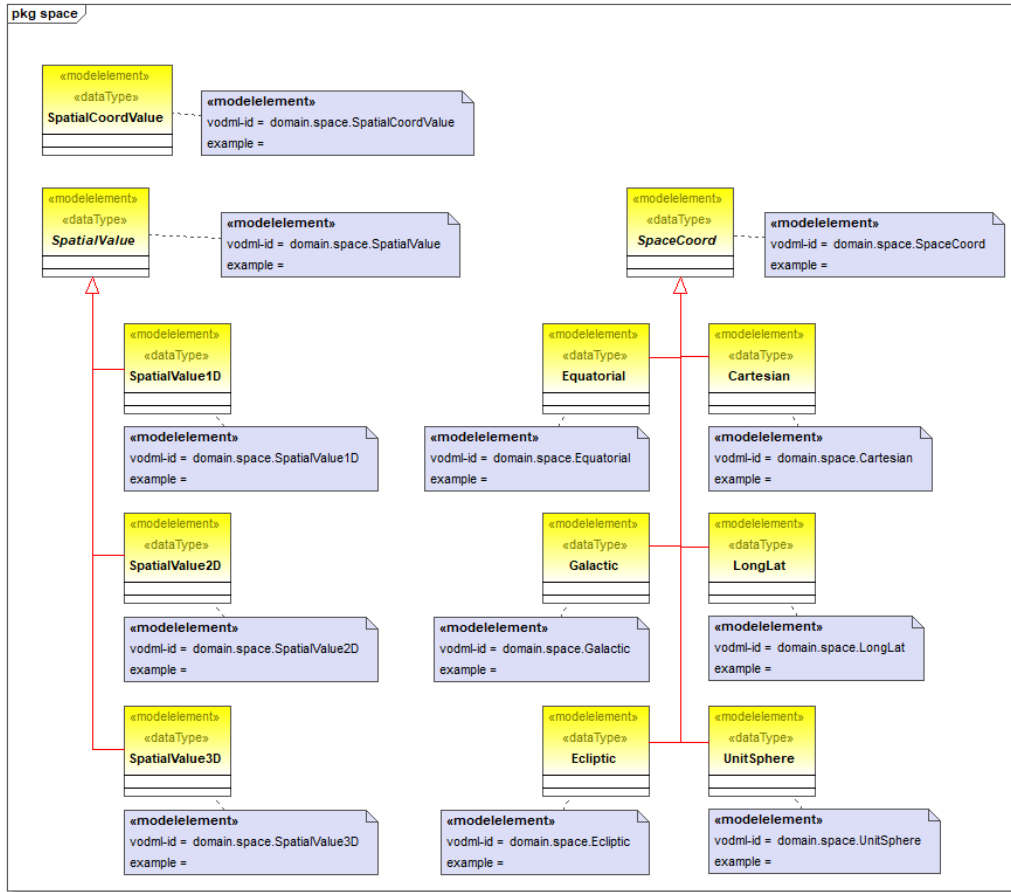 pkg space
«modelelement»
«dataType»
SpatialCoordValue
«modelelement»
vodml-id = domain.space.SpatialCoordValue
example =
«modelelement»
«dataType»
SpatialValue
«modelelement»
vodml-id = domain.space.SpatialValue
example =
«modelelement»
«dataType»
SpaceCoord
«modelelement»
vodml-id = domain.space.SpaceCoord
example =
«modelelement»
«dataType»
SpatialValue1D
«modelelement»
vodml-id = domain.space.SpatialValue1D
example =
«modelelement»
«dataType»
Equatorial
«modelelement»
vodml-id = domain.space.Equatorial
example =
«modelelement»
«dataType»
Cartesian
«modelelement»
vodml-id = domain.space.Cartesian
example =
«modelelement»
«dataType»
SpatialValue2D
«modelelement»
vodml-id = domain.space.SpatialValue2D
example =
«modelelement»
«dataType»
Galactic
«modelelement»
vodml-id = domain.space.Galactic
example =
«modelelement»
«dataType»
LongLat
«modelelement»
vodml-id = domain.space.LongLat
example =
«modelelement»
«dataType»
SpatialValue3D
«modelelement»
vodml-id = domain.space.SpatialValue3D
example =
«modelelement»
«dataType»
Ecliptic
«modelelement»
vodml-id = domain.space.Ecliptic
example =
«modelelement»
«dataType»
UnitSphere
«modelelement»
vodml-id = domain.space.UnitSphere
example =